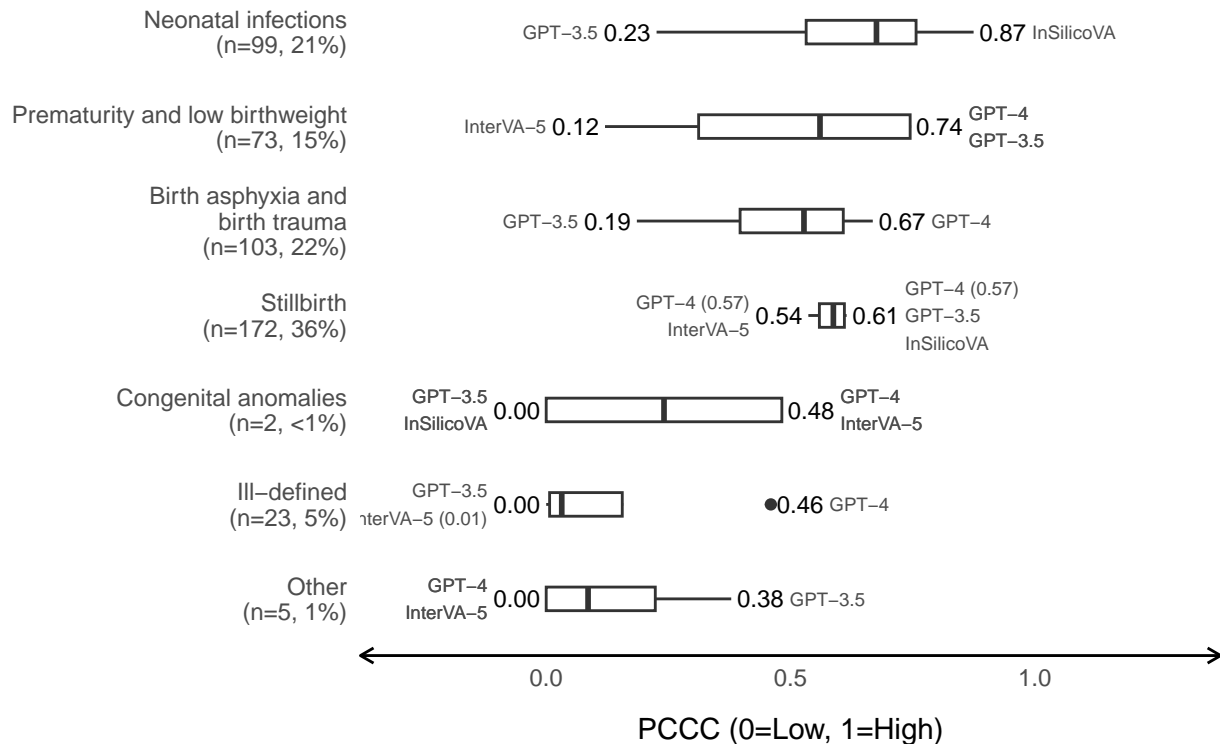 Neonatal infections
(n=99, 21%)
GPT−3.5 0.23
0.87 InSilicoVA
Prematurity and low birthweight
(n=73, 15%)
InterVA−5 0.12
0.74 GPT−4
GPT−3.5
Birth asphyxia and
birth trauma
(n=103, 22%)
GPT−3.5 0.19
0.67 GPT−4
Stillbirth
(n=172, 36%)
GPT−4 (0.57)
InterVA−5
0.54
0.61
GPT−4 (0.57)
GPT−3.5
InSilicoVA
Congenital anomalies
(n=2, <1%)
GPT−3.5
InSilicoVA
0.00
0.48
GPT−4
InterVA−5
Ill−defined
(n=23, 5%)
GPT−3.5
nterVA−5 (0.01)
0.00
0.46 GPT−4
Other
(n=5, 1%)
GPT−4
InterVA−5
0.00
0.38 GPT−3.5
0.0 0.5 1.0
PCCC (0=Low, 1=High)